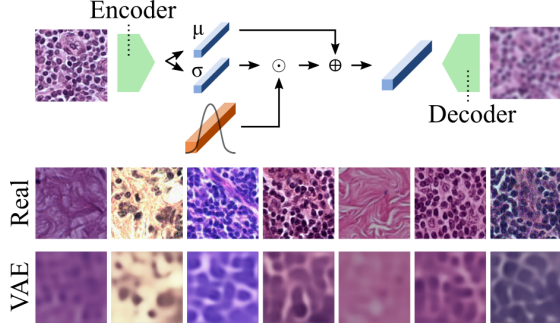 Encoder
μ
σ
Decoder
Real
VAE